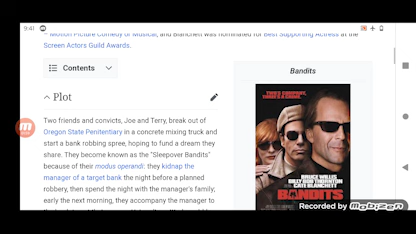 9:41
Motion Picture Comedy or Musical, and Blanchett was nominated for Best Supporting Actress at the
Screen Actors Guild Awards.
Contents
Plot
Two friends and convicts, Joe and Terry, break out of
Oregon State Penitentiary in a concrete mixing truck and
start a bank robbing spree, hoping to fund a dream they
share. They become known as the "Sleepover Bandits"
because of their modus operandi: they kidnap the
manager of a target bank the night before a planned
robbery, then spend the night with the manager's family;
early the next morning, they accompany the manager to
Bandits
BRUCE WILLIS
BILLY BOB THORNTON
CATE BLANCHETT
BANDITS
Recorded by Mobizen